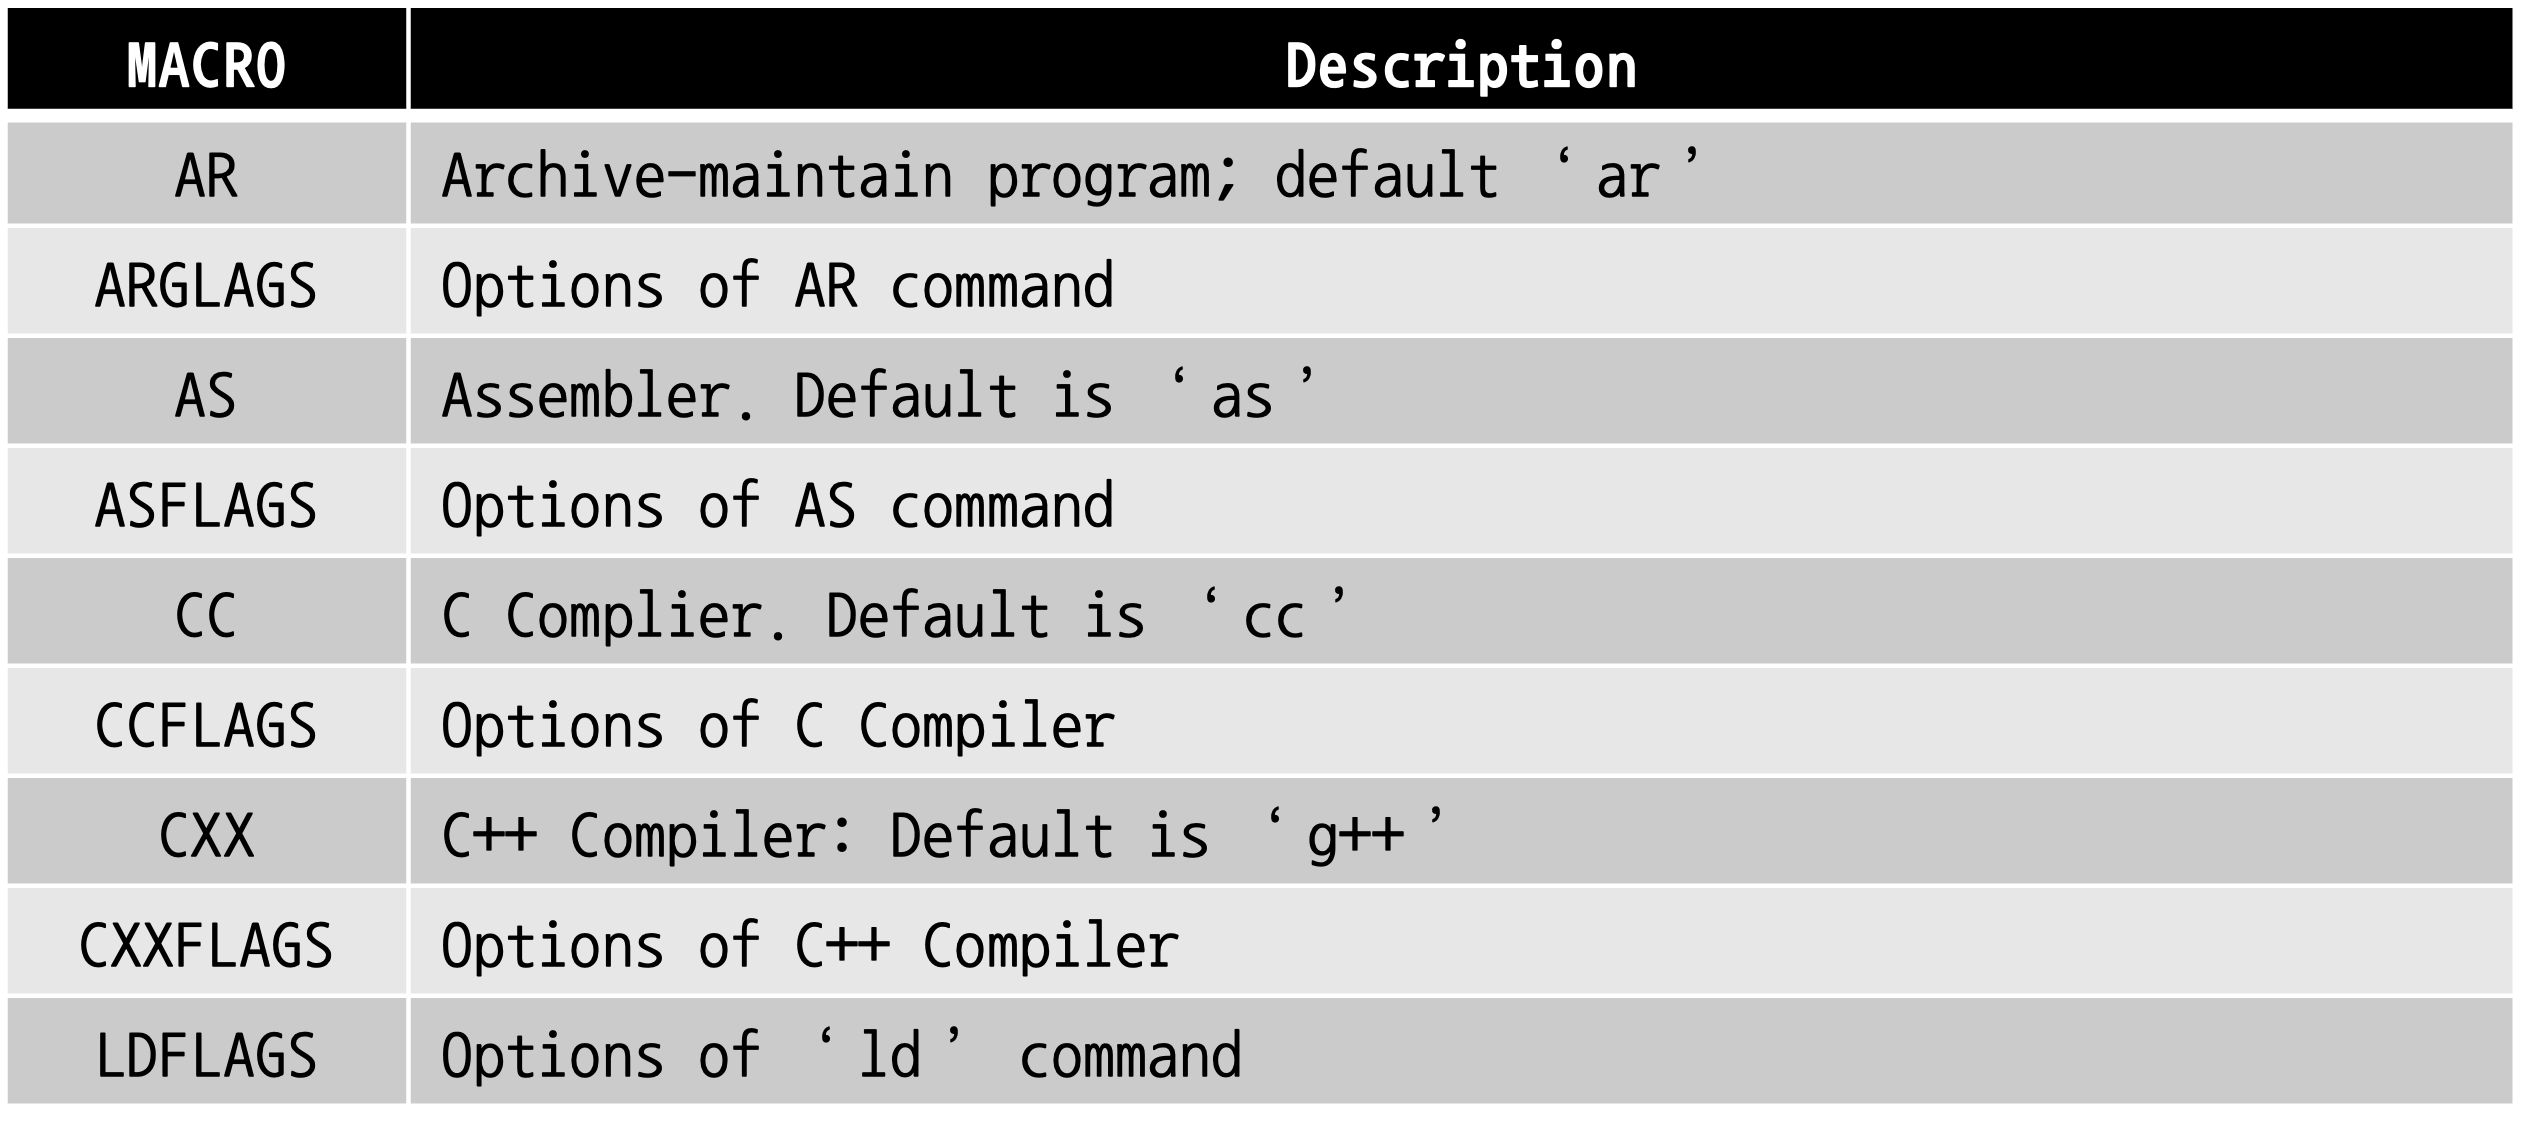 MACRO Description
AR Archive-maintain program; default ‘ar’
ARGLAGS Options of AR command
AS Assembler. Default is ‘as’
ASFLAGS Options of AS command
CC C Complier. Default is ‘cc’
CCFLAGS Options of C Compiler
CXX C++ Compiler: Default is ‘g++’
CXXFLAGS Options of C++ Compiler
LDFLAGS Options of ‘ld’ command